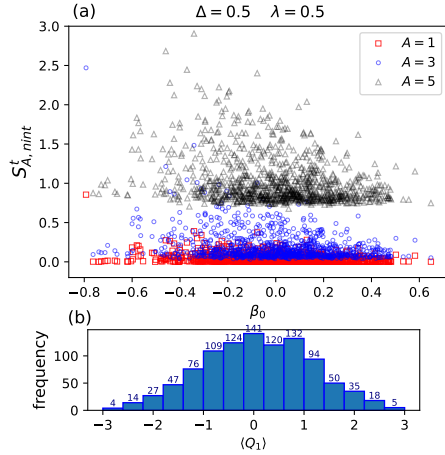 (a) Δ = 0.5 λ = 0.5
3.0
2.5
2.0
1.5
1.0
0.5
0.0
S^t_{A, nint}
A = 1
A = 3
A = 5
−0.8 −0.6 −0.4 −0.2 0.0 0.2 0.4 0.6
β₀
(b)
frequency
100
50
0
4 14 27 47 76 109 124 141 120 132 94 50 35 18 5
−3 −2 −1 0 1 2 3
⟨Q₁⟩